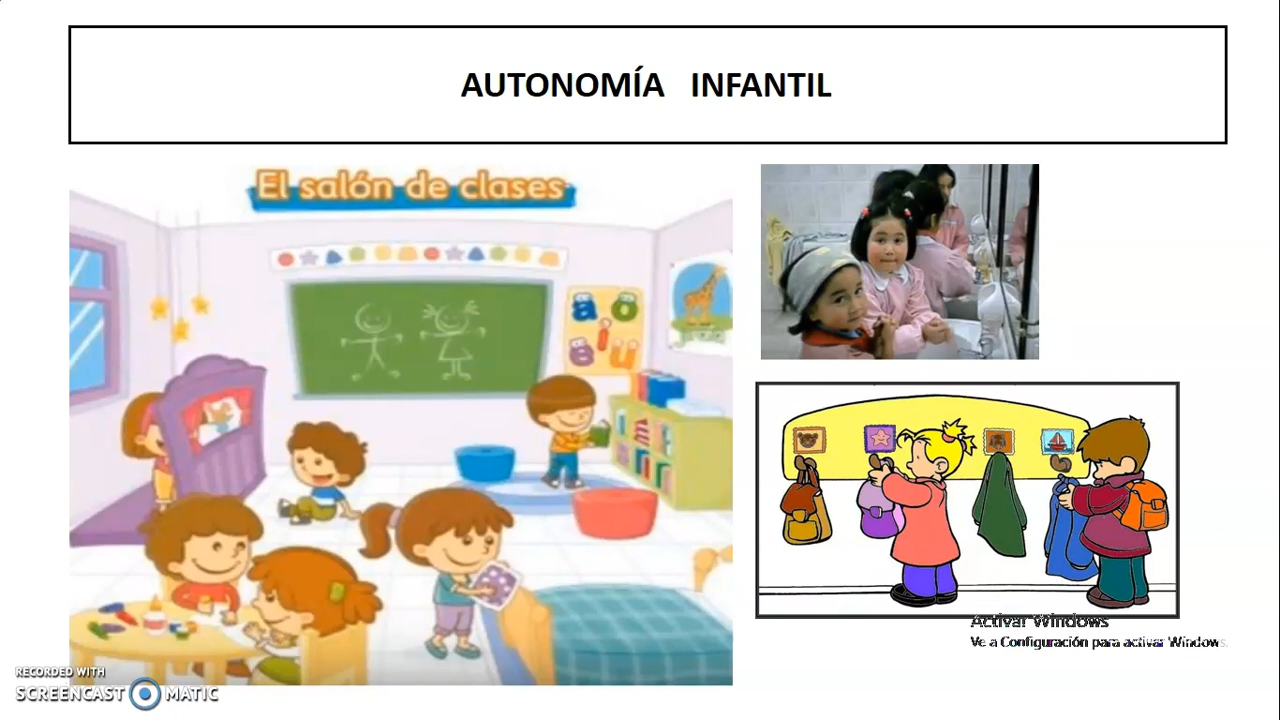 AUTONOMÍA INFANTIL
El salón de clases
a o
i
e u
Activar Windows
Ve a Configuración para activar Windows.
RECORDED WITH
SCREENCAST MATIC